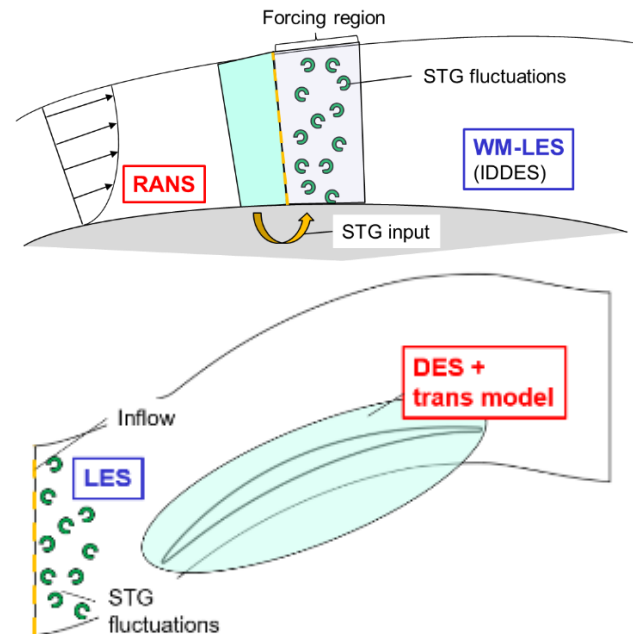 Forcing region
STG fluctuations
RANS
WM-LES
(IDDES)
STG input
DES +
trans model
Inflow
LES
STG
fluctuations